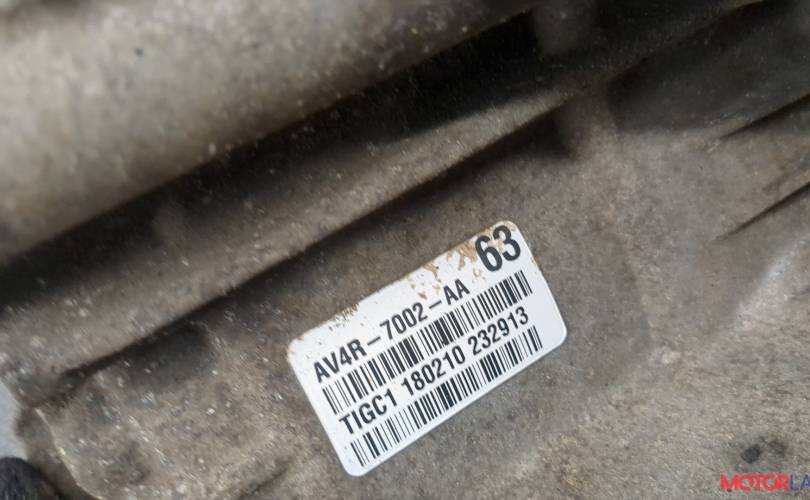 63
AV4R-7002-AA
TIGC1 180210 232913
MOTORLA